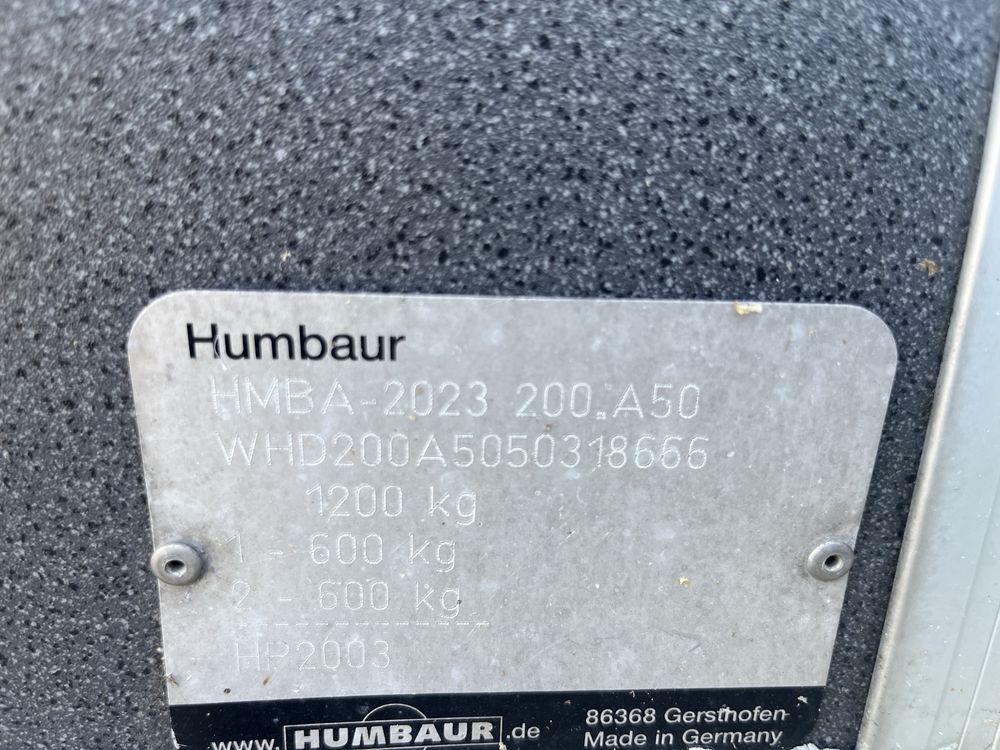 Humbaur
HMBA-2023 200.A50
WHD200A5050318666
1200 kg
1 - 600 kg
2 - 600 kg
HP2003
www.HUMBAUR.de
86368 Gersthofen
Made in Germany